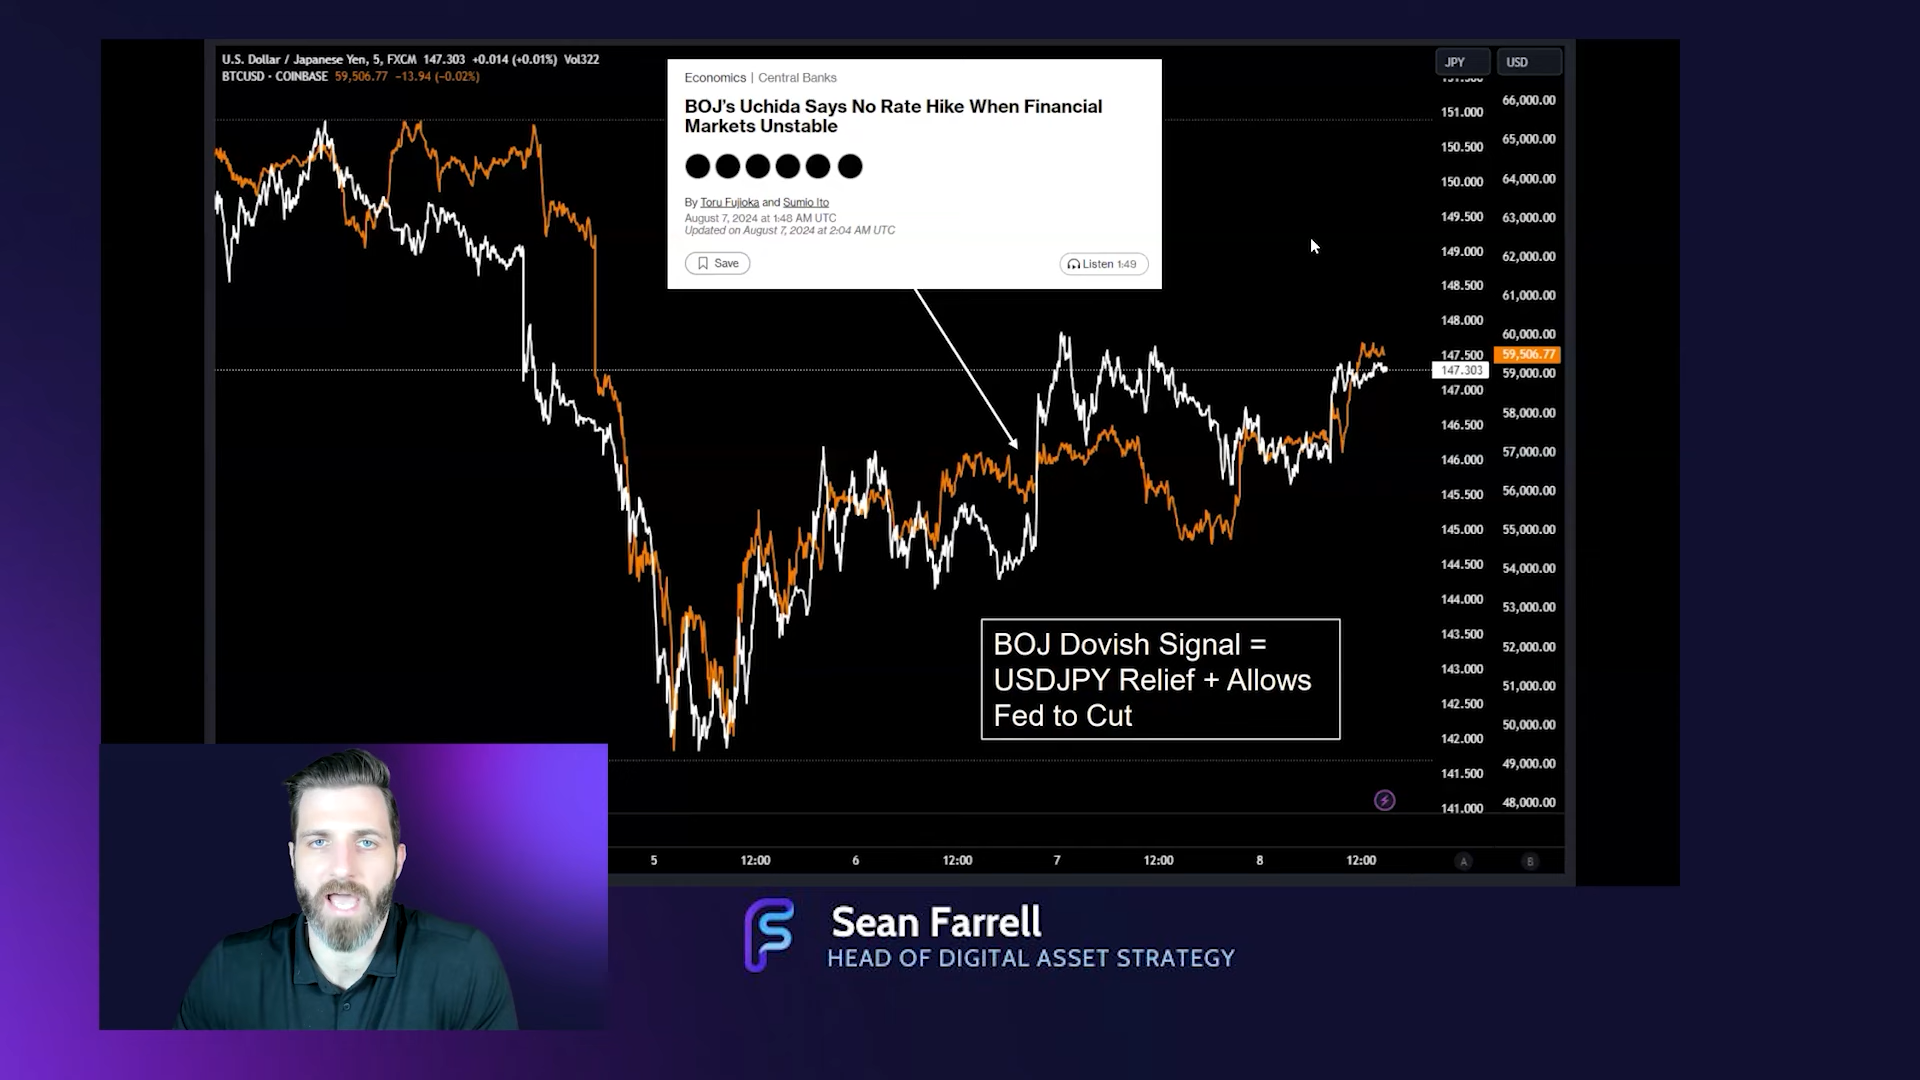 U.S. Dollar / Japanese Yen, 5, FXCM 147.303 +0.014 (+0.01%) Vol322
BTCUSD · COINBASE 59,506.77 −13.94 (−0.02%)
Economics | Central Banks
BOJ's Uchida Says No Rate Hike When Financial
Markets Unstable
By Toru Fujioka and Sumio Ito
August 7, 2024 at 1:48 AM UTC
Updated on August 7, 2024 at 2:04 AM UTC
Save
Listen 1:49
JPY
USD
151.000
150.500
150.000
149.500
149.000
148.500
148.000
147.500
147.303
147.000
146.500
146.000
145.500
145.000
144.500
144.000
143.500
143.000
142.500
142.000
141.500
141.000
66,000.00
65,000.00
64,000.00
63,000.00
62,000.00
61,000.00
60,000.00
59,506.77
59,000.00
58,000.00
57,000.00
56,000.00
55,000.00
54,000.00
53,000.00
52,000.00
51,000.00
50,000.00
49,000.00
48,000.00
BOJ Dovish Signal =
USDJPY Relief + Allows
Fed to Cut
5 12:00 6 12:00 7 12:00 8 12:00 A B
Sean Farrell
HEAD OF DIGITAL ASSET STRATEGY